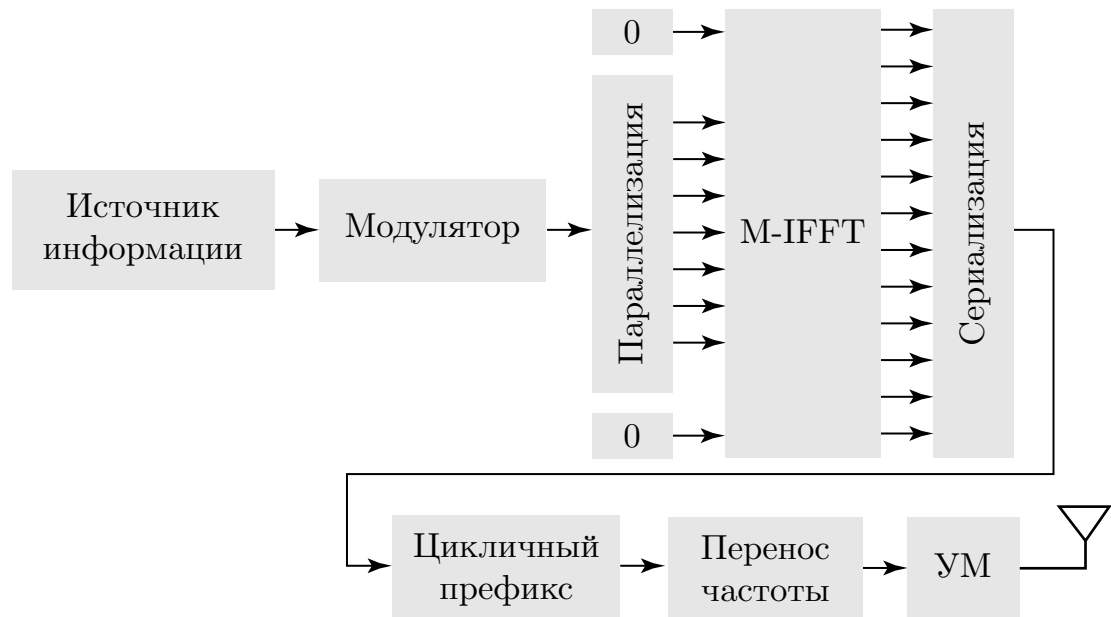 Источник
информации
Модулятор
0
Параллелизация
0
M-IFFT
Сериализация
Цикличный
префикс
Перенос
частоты
УМ